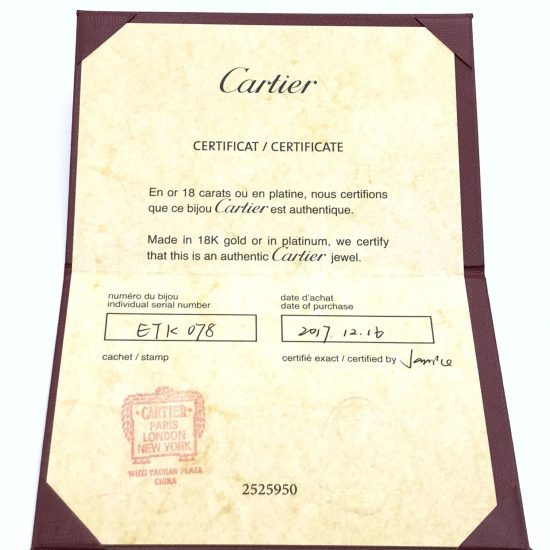 Cartier
CERTIFICAT / CERTIFICATE
En or 18 carats ou en platine, nous certifions
que ce bijou Cartier est authentique.
Made in 18K gold or in platinum, we certify
that this is an authentic Cartier jewel.
numéro du bijou
individual serial number
ETK 078
date d'achat
date of purchase
2017.12.16
cachet / stamp
certifié exact / certified by Janice
CARTIER
PARIS
LONDON
NEW YORK
WUXI YAOHAN PLAZA
CHINA
2525950